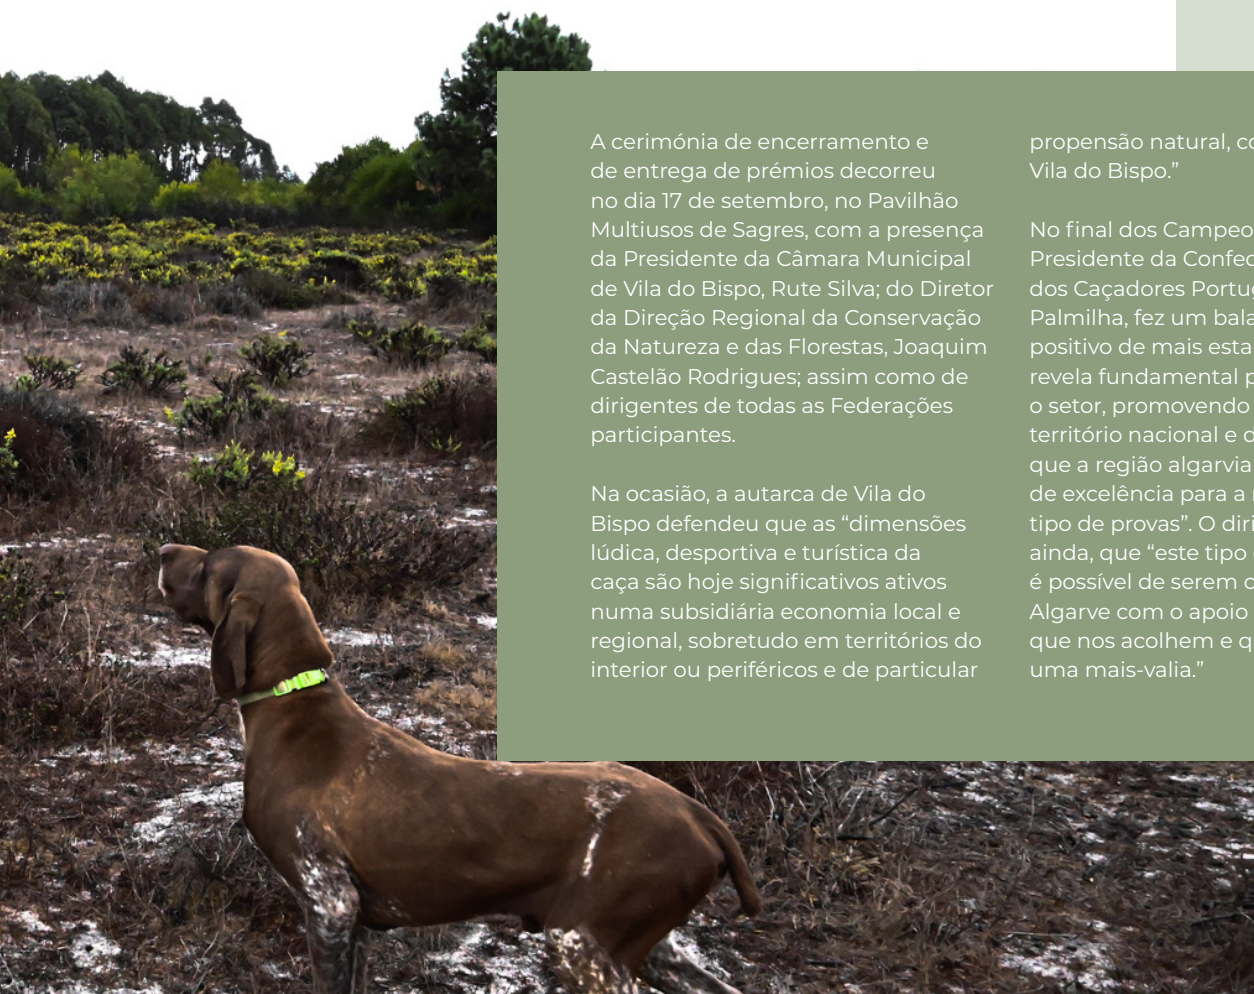 A cerimónia de encerramento e
de entrega de prémios decorreu
no dia 17 de setembro, no Pavilhão
Multiusos de Sagres, com a presença
da Presidente da Câmara Municipal
de Vila do Bispo, Rute Silva; do Diretor
da Direção Regional da Conservação
da Natureza e das Florestas, Joaquim
Castelão Rodrigues; assim como de
dirigentes de todas as Federações
participantes.
Na ocasião, a autarca de Vila do
Bispo defendeu que as “dimensões
lúdica, desportiva e turística da
caça são hoje significativos ativos
numa subsidiária economia local e
regional, sobretudo em territórios do
interior ou periféricos e de particular
propensão natural,
Vila do Bispo.”
No final dos
Presidente da
dos Caçadores
Palmilha, fez um
positivo de mais
revela fundamental
o setor, promovendo
território nacional e
que a região algarvia
de excelência para a
tipo de provas”. O
ainda, que “este tipo
é possível de serem
Algarve com o apoio
que nos acolhem e
uma mais-valia.”